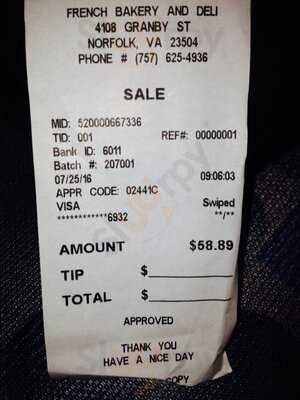 FRENCH BAKERY AND DELI
4108 GRANBY ST
NORFOLK, VA 23504
PHONE # (757) 625-4936
SALE
MID: 520000667336
TID: 001 REF#: 00000001
Bank ID: 6011
Batch #: 207001
07/25/16 09:06:03
APPR CODE: 02441C
VISA Swiped
************6932 **/**
AMOUNT $58.89
TIP $
TOTAL $
APPROVED
THANK YOU
HAVE A NICE DAY
COPY